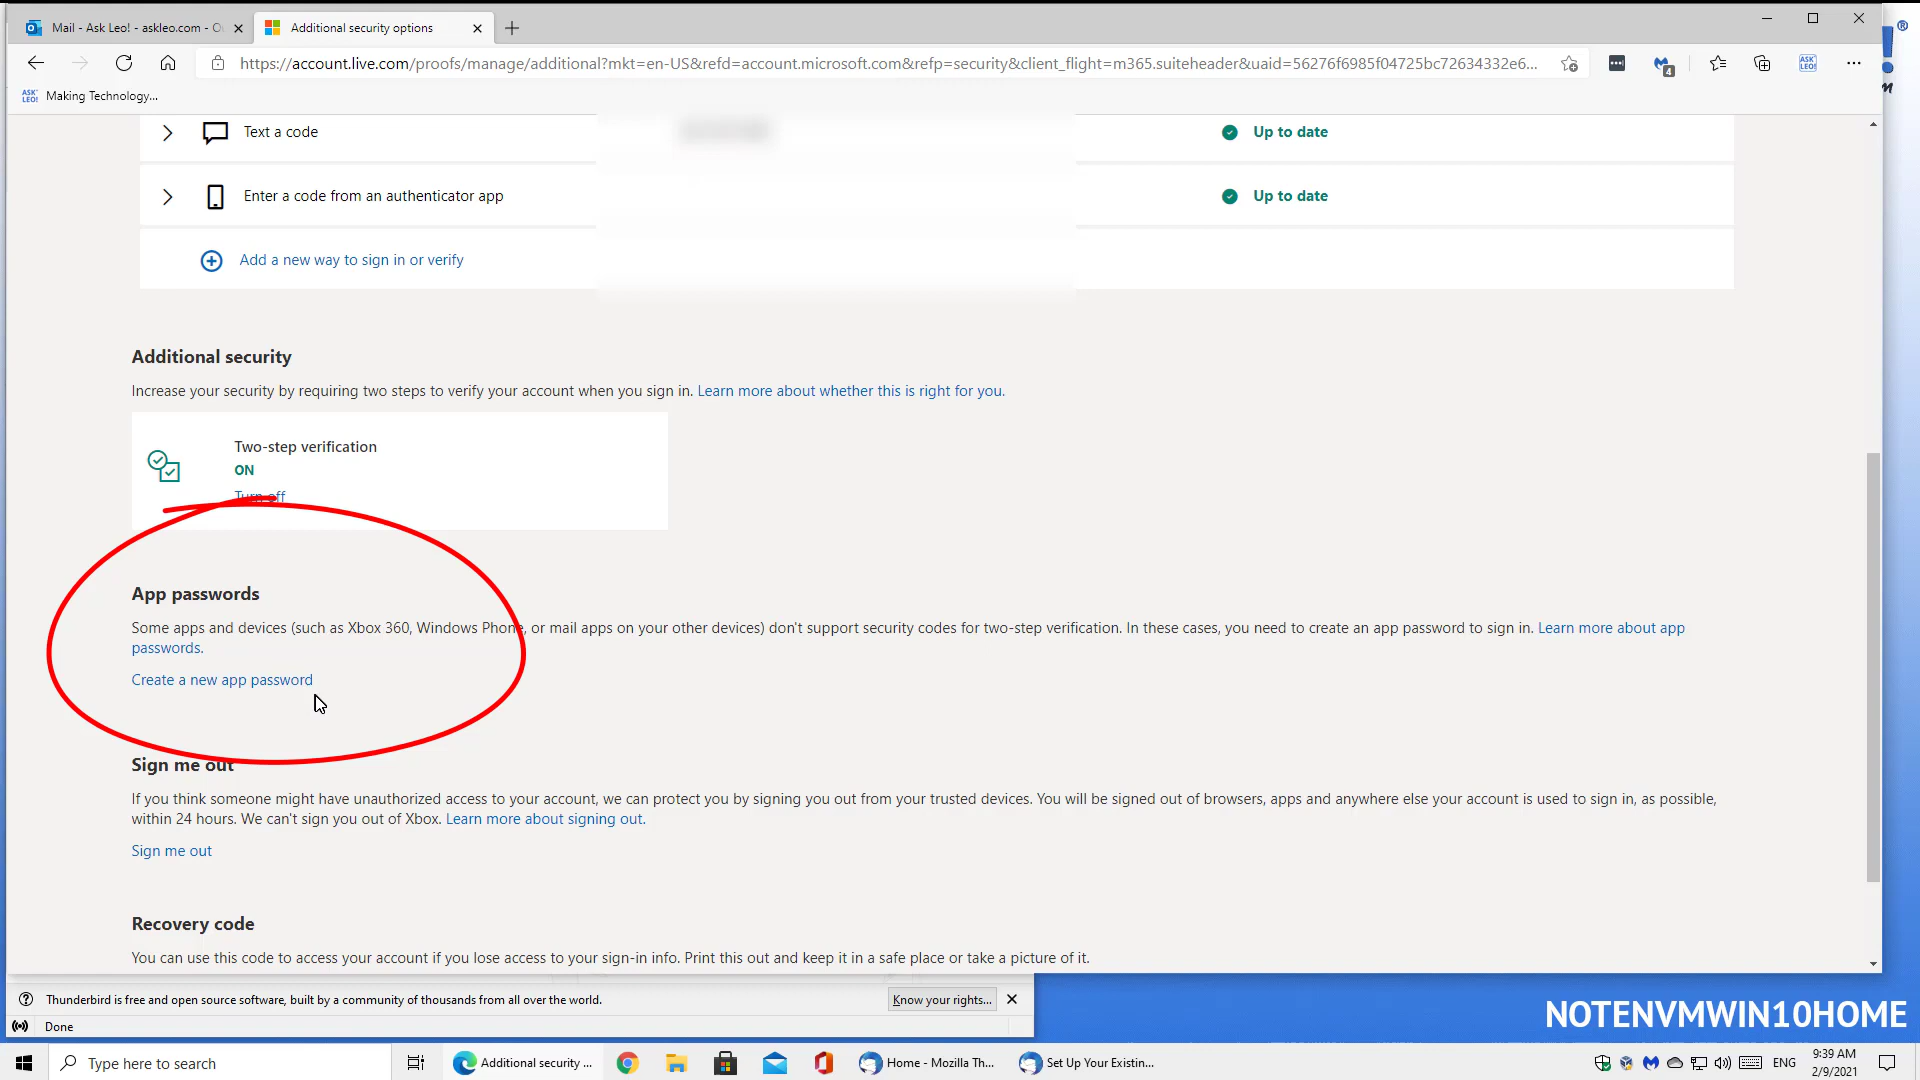 Mail - Ask Leo! - askleo.com - O
Additional security options
https://account.live.com/proofs/manage/additional?mkt=en-US&refd=account.microsoft.com&refp=security&client_flight=m365.suiteheader&uaid=56276f6985f04725bc72634332e6...
4
ASK LEO!
ASK LEO!
Making Technology...
Text a code
Up to date
Enter a code from an authenticator app
Up to date
Add a new way to sign in or verify
Additional security
Increase your security by requiring two steps to verify your account when you sign in. Learn more about whether this is right for you.
Two-step verification
ON
Turn off
App passwords
Some apps and devices (such as Xbox 360, Windows Phone, or mail apps on your other devices) don't support security codes for two-step verification. In these cases, you need to create an app password to sign in. Learn more about app
passwords.
Create a new app password
Sign me out
If you think someone might have unauthorized access to your account, we can protect you by signing you out from your trusted devices. You will be signed out of browsers, apps and anywhere else your account is used to sign in, as possible,
within 24 hours. We can't sign you out of Xbox. Learn more about signing out.
Sign me out
Recovery code
You can use this code to access your account if you lose access to your sign-in info. Print this out and keep it in a safe place or take a picture of it.
Thunderbird is free and open source software, built by a community of thousands from all over the world.
Know your rights...
Done
NOTENVMWIN10HOME
Type here to search
Additional security ...
Home - Mozilla Th...
Set Up Your Existin...
ENG
9:39 AM
2/9/2021